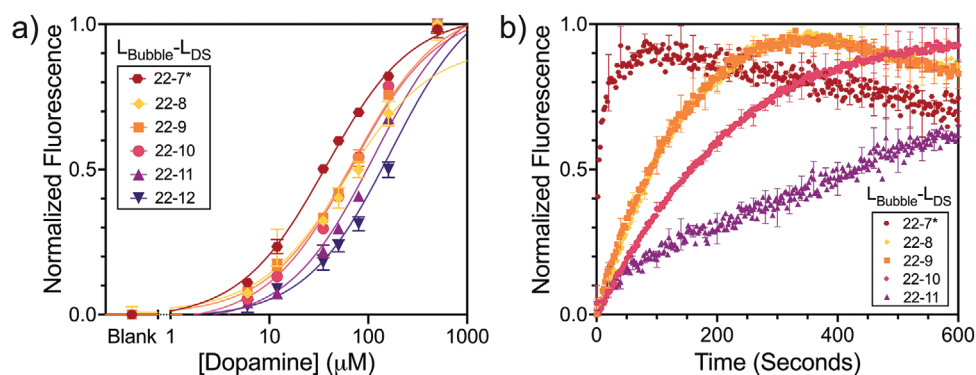 a)
Normalized Fluorescence
1.0
0.5
0.0
L_Bubble-L_DS
22-7*
22-8
22-9
22-10
22-11
22-12
Blank 1 10 100 1000
[Dopamine] (μM)
b)
Normalized Fluorescence
1.0
0.5
0.0
L_Bubble-L_DS
22-7*
22-8
22-9
22-10
22-11
0 200 400 600
Time (Seconds)